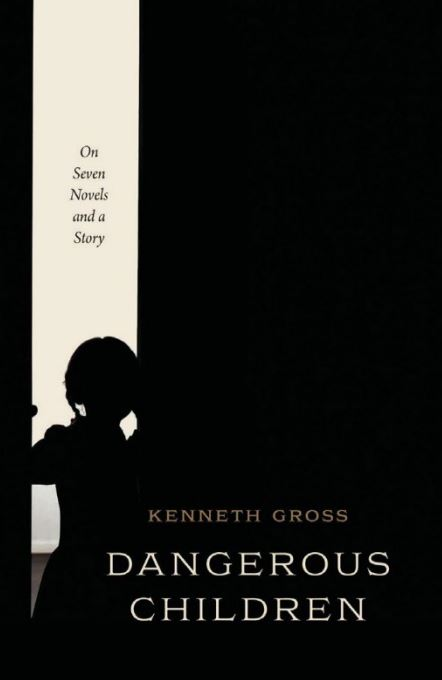 On
Seven
Novels
and a
Story
KENNETH GROSS
DANGEROUS
CHILDREN